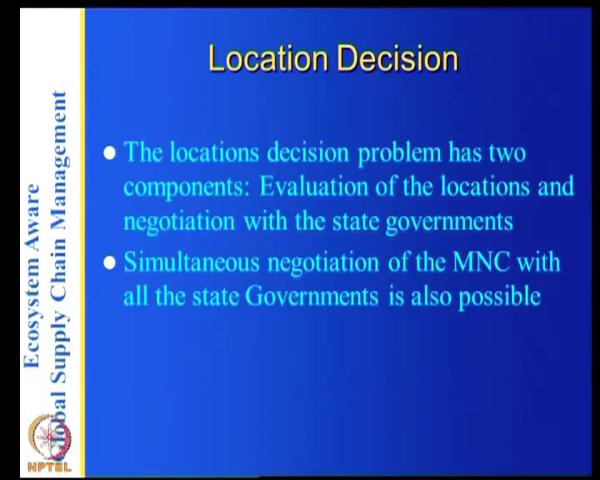 Location Decision
The locations decision problem has two
components: Evaluation of the locations and
negotiation with the state governments
Simultaneous negotiation of the MNC with
all the state Governments is also possible
Ecosystem Aware
Global Supply Chain Management
NPTEL